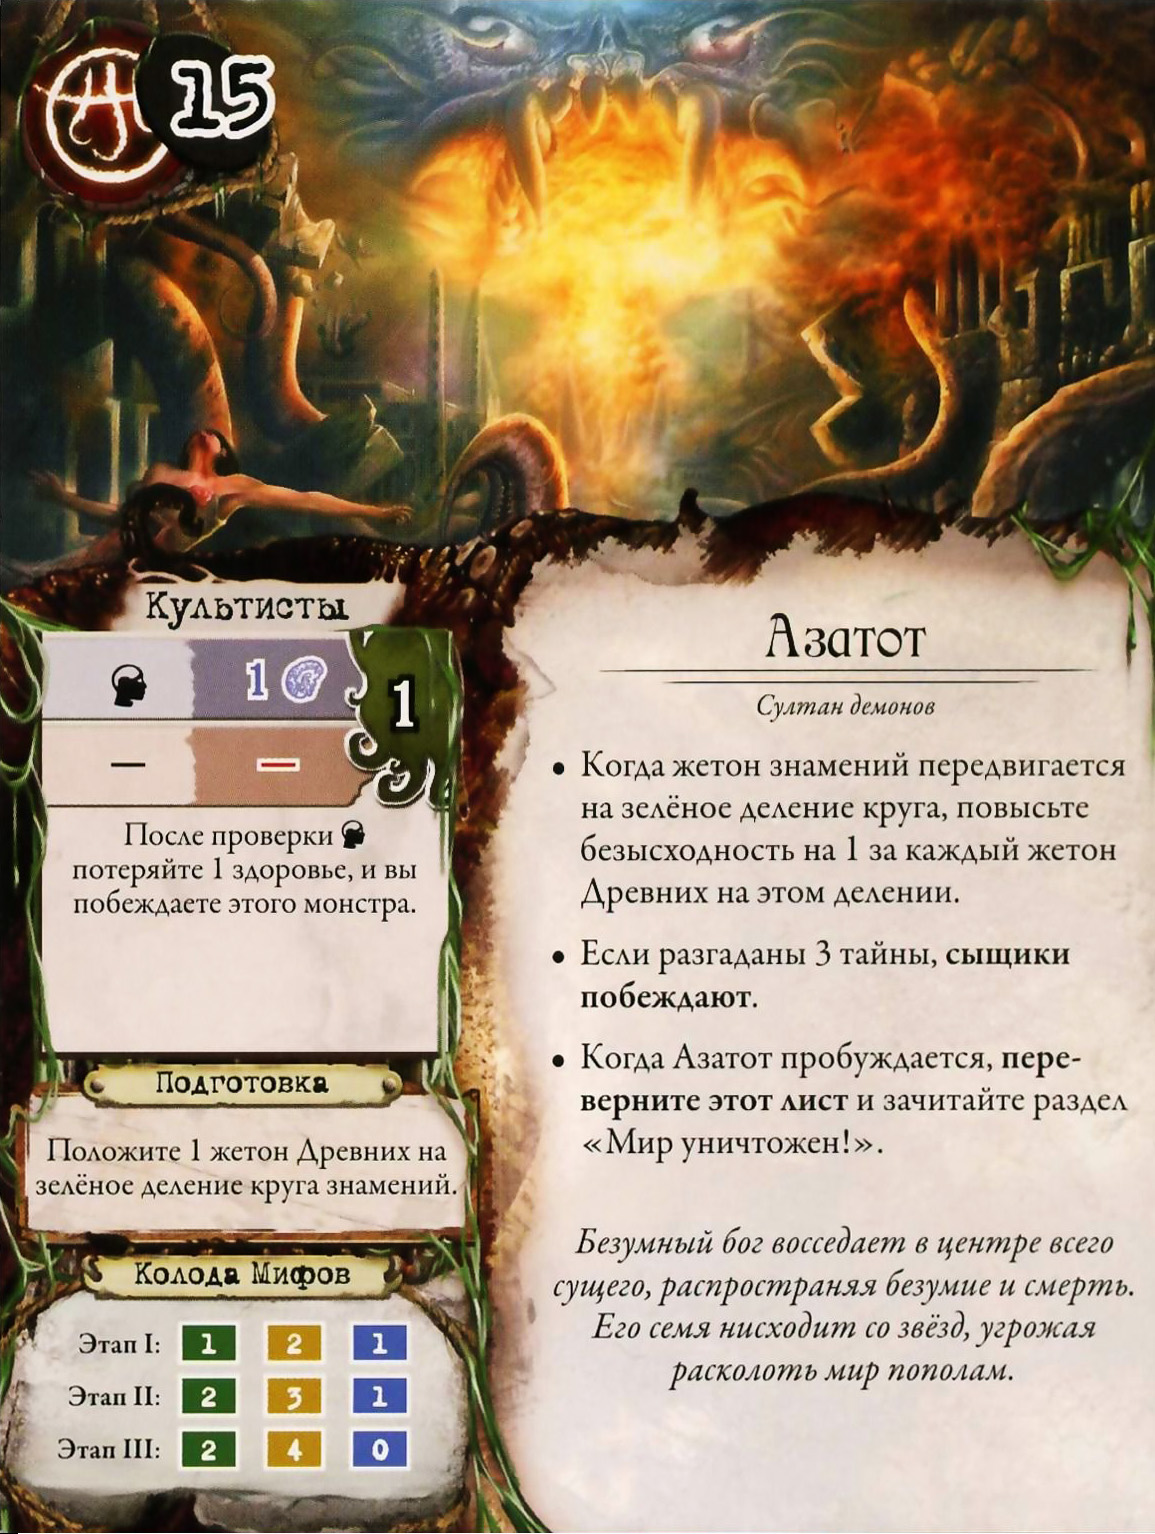 15
Культисты
1
1
—
—
После проверки
потеряйте 1 здоровье, и вы
побеждаете этого монстра.
Подготовка
Положите 1 жетон Древних на
зелёное деление круга знамений.
Колода Мифов
Этап I: 1 2 1
Этап II: 2 3 1
Этап III: 2 4 0
Азатот
Султан демонов
• Когда жетон знамений передвигается
на зелёное деление круга, повысьте
безысходность на 1 за каждый жетон
Древних на этом делении.
• Если разгаданы 3 тайны, сыщики
побеждают.
• Когда Азатот пробуждается, пере-
верните этот лист и зачитайте раздел
«Мир уничтожен!».
Безумный бог восседает в центре всего
сущего, распространяя безумие и смерть.
Его семя нисходит со звёзд, угрожая
расколоть мир пополам.